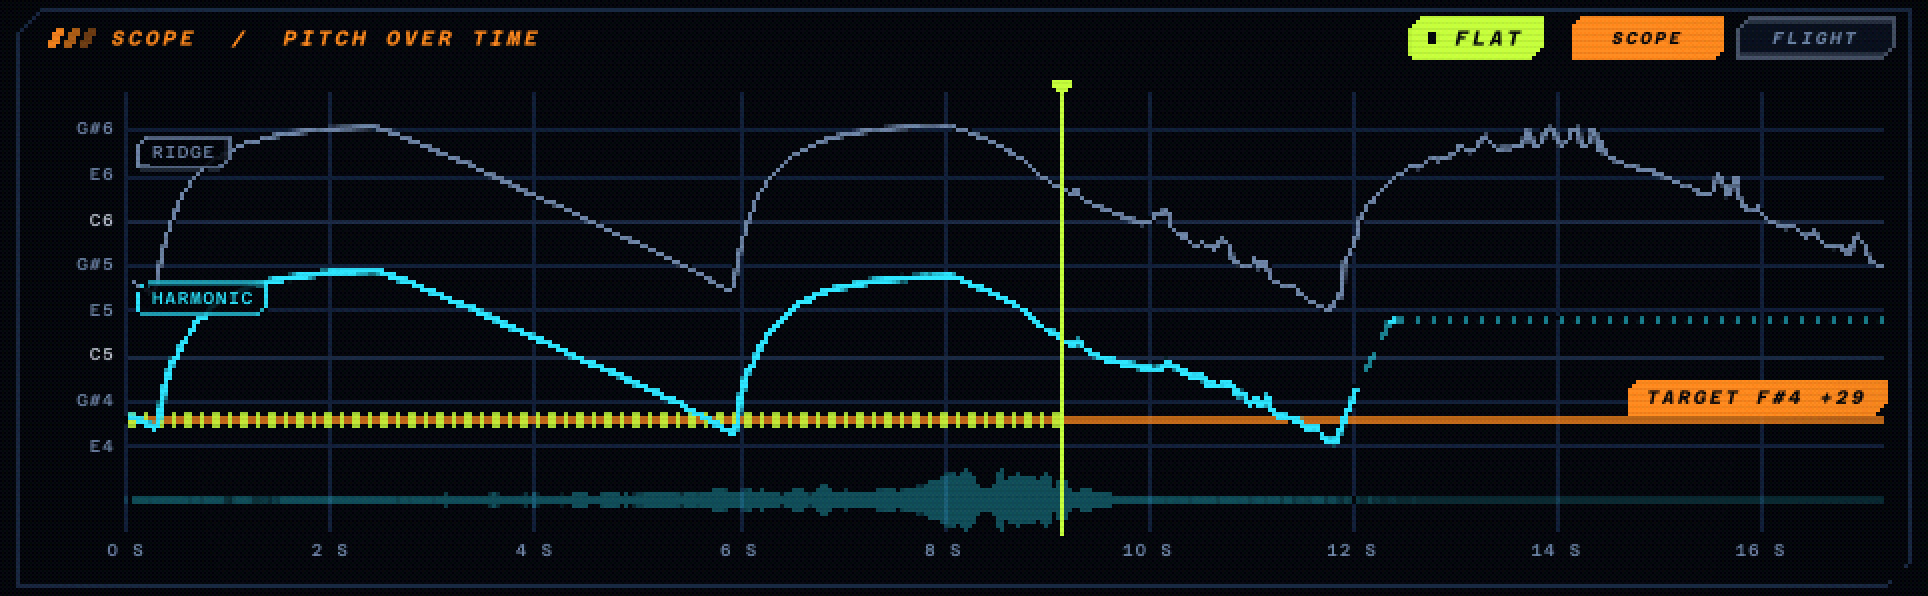 SCOPE / PITCH OVER TIME
FLAT
SCOPE
FLIGHT
G#6
RIDGE
E6
C6
G#5
HARMONIC
E5
C5
G#4
TARGET F#4 +29
E4
0 S 2 S 4 S 6 S 8 S 10 S 12 S 14 S 16 S